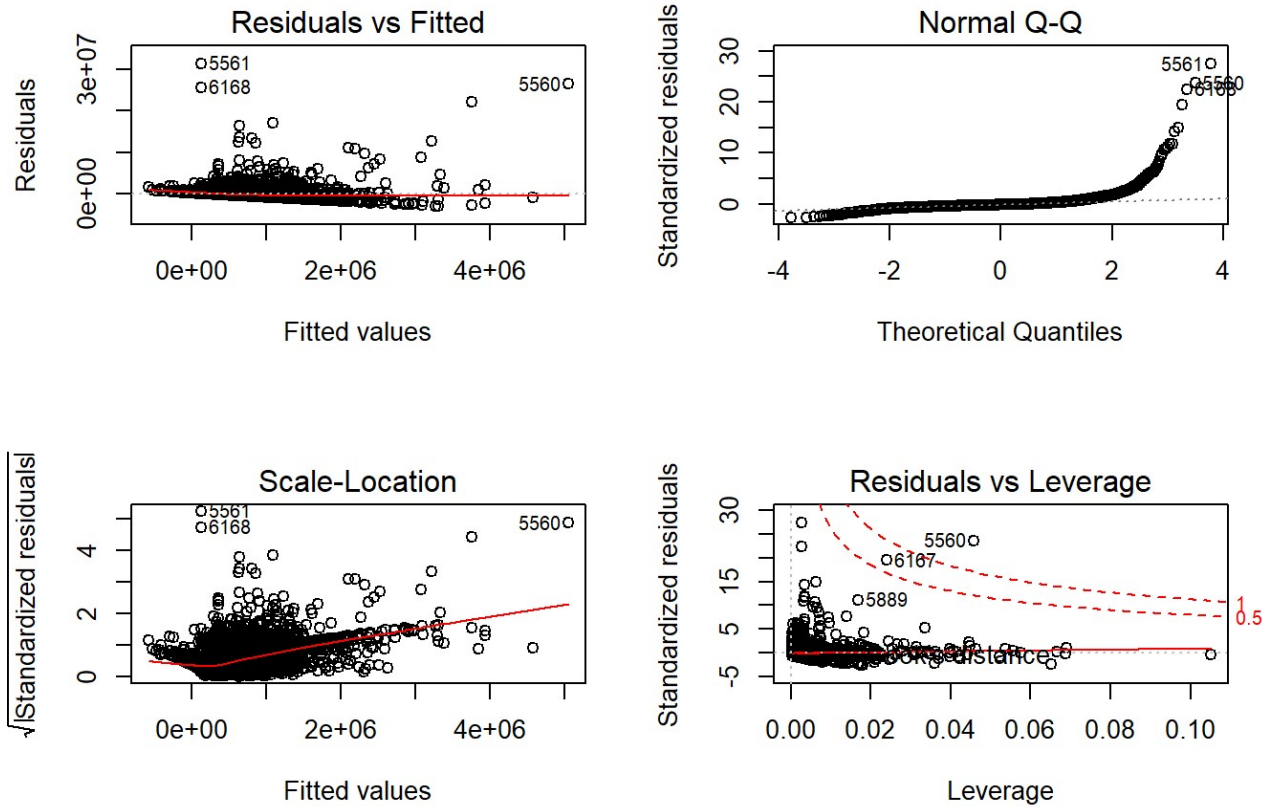 Residuals vs Fitted
Residuals
0e+00
3e+07
5561
6168
5560
0e+00
2e+06
4e+06
Fitted values
Normal Q-Q
Standardized residuals
0
10
20
30
5561
5560
6168
-4
-2
0
2
4
Theoretical Quantiles
Scale-Location
√|Standardized residuals|
0
2
4
5561
6168
5560
0e+00
2e+06
4e+06
Fitted values
Residuals vs Leverage
Standardized residuals
-5
5
15
30
5560
6167
5889
1
0.5
distance
0.00
0.02
0.04
0.06
0.08
0.10
Leverage